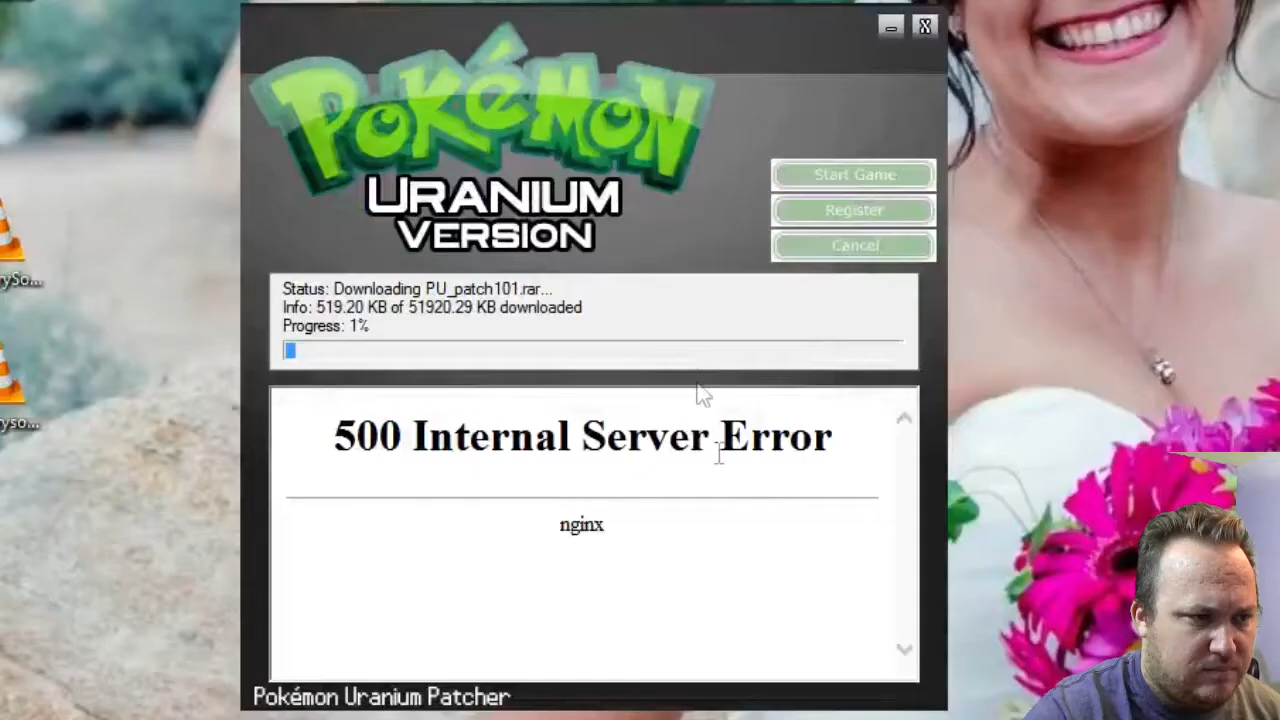 X
POKéMON
URANIUM
VERSION
Start Game
Register
Cancel
Status: Downloading PU_patch101.rar...
Info: 519.20 KB of 51920.29 KB downloaded
Progress: 1%
500 Internal Server Error
nginx
Pokémon Uranium Patcher